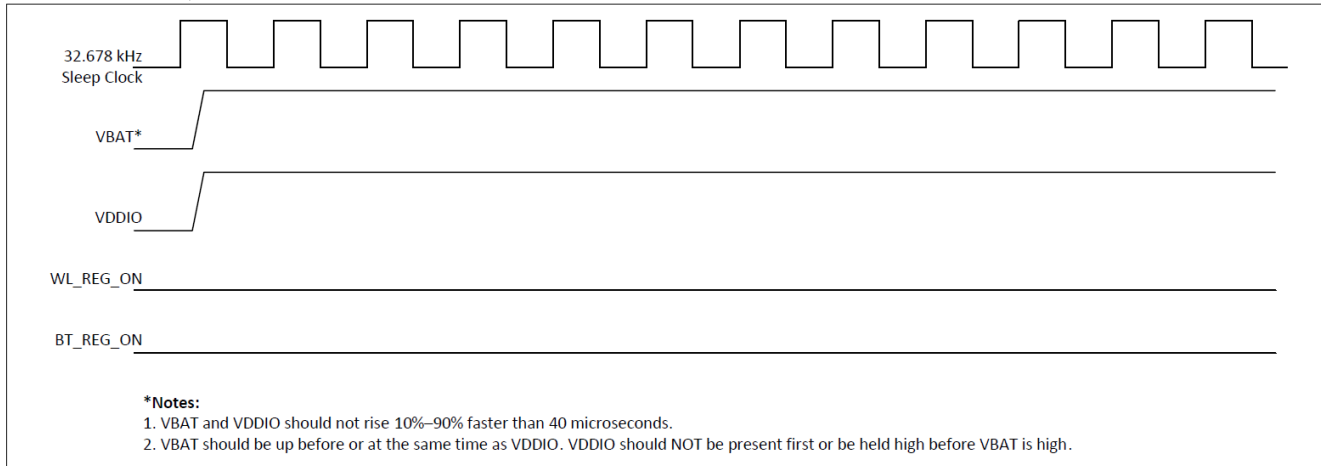 32.678 kHz
Sleep Clock
VBAT*
VDDIO
WL_REG_ON
BT_REG_ON
*Notes:
1. VBAT and VDDIO should not rise 10%–90% faster than 40 microseconds.
2. VBAT should be up before or at the same time as VDDIO. VDDIO should NOT be present first or be held high before VBAT is high.